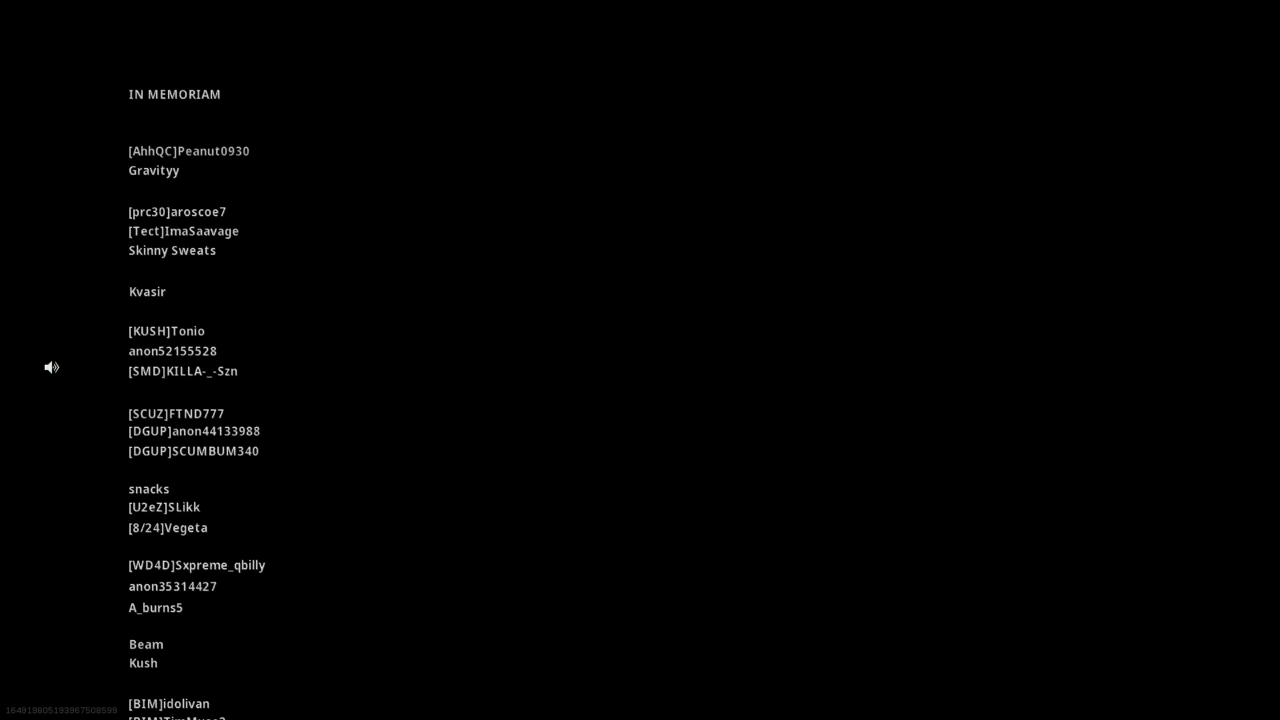 IN MEMORIAM
[AhhQC]Peanut0930
Gravityy
[prc30]aroscoe7
[Tect]ImaSaavage
Skinny Sweats
Kvasir
[KUSH]Tonio
anon52155528
[SMD]KILLA-_-Szn
[SCUZ]FTND777
[DGUP]anon44133988
[DGUP]SCUMBUM340
snacks
[U2eZ]SLikk
[8/24]Vegeta
[WD4D]Sxpreme_qbilly
anon35314427
A_burns5
Beam
Kush
[BIM]idolivan